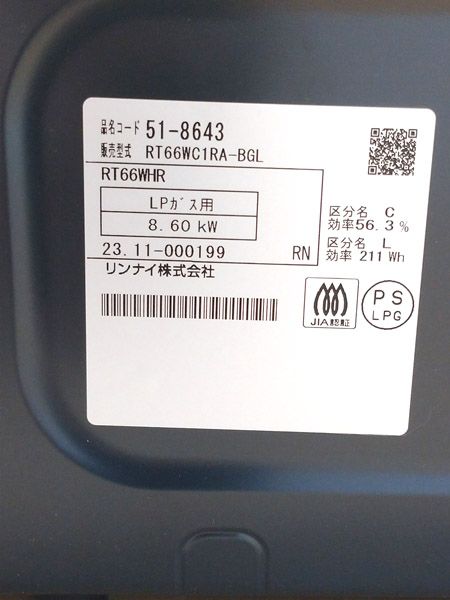 品名コード 51-8643
販売型式 RT66WC1RA-BGL
RT66WHR
LPガス用
8.60 kW
23.11-000199 RN
リンナイ株式会社
区分名 C
効率56.3%
区分名 L
効率 211 Wh
JIA認証
PS
LPG